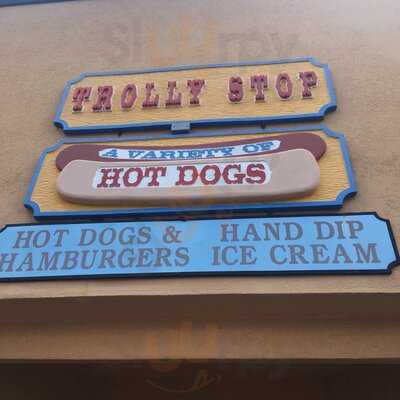 TROLLY STOP
A VARIETY OF
HOT DOGS
HOT DOGS & HAND DIP
HAMBURGERS ICE CREAM